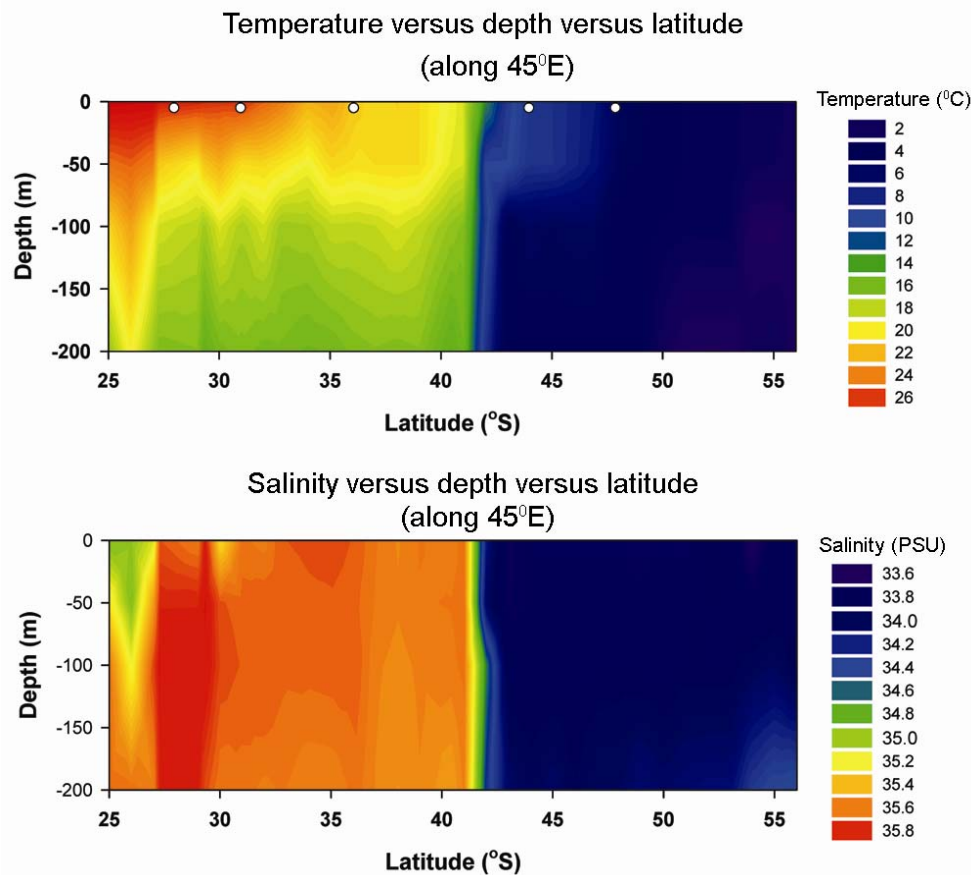 Temperature versus depth versus latitude
(along 45⁰E)
Temperature (⁰C)
0
-50
-100
-150
-200
Depth (m)
25 30 35 40 45 50 55
Latitude (°S)
2
4
6
8
10
12
14
16
18
20
22
24
26
Salinity versus depth versus latitude
(along 45⁰E)
Salinity (PSU)
0
-50
-100
-150
-200
Depth (m)
25 30 35 40 45 50 55
Latitude (°S)
33.6
33.8
34.0
34.2
34.4
34.6
34.8
35.0
35.2
35.4
35.6
35.8